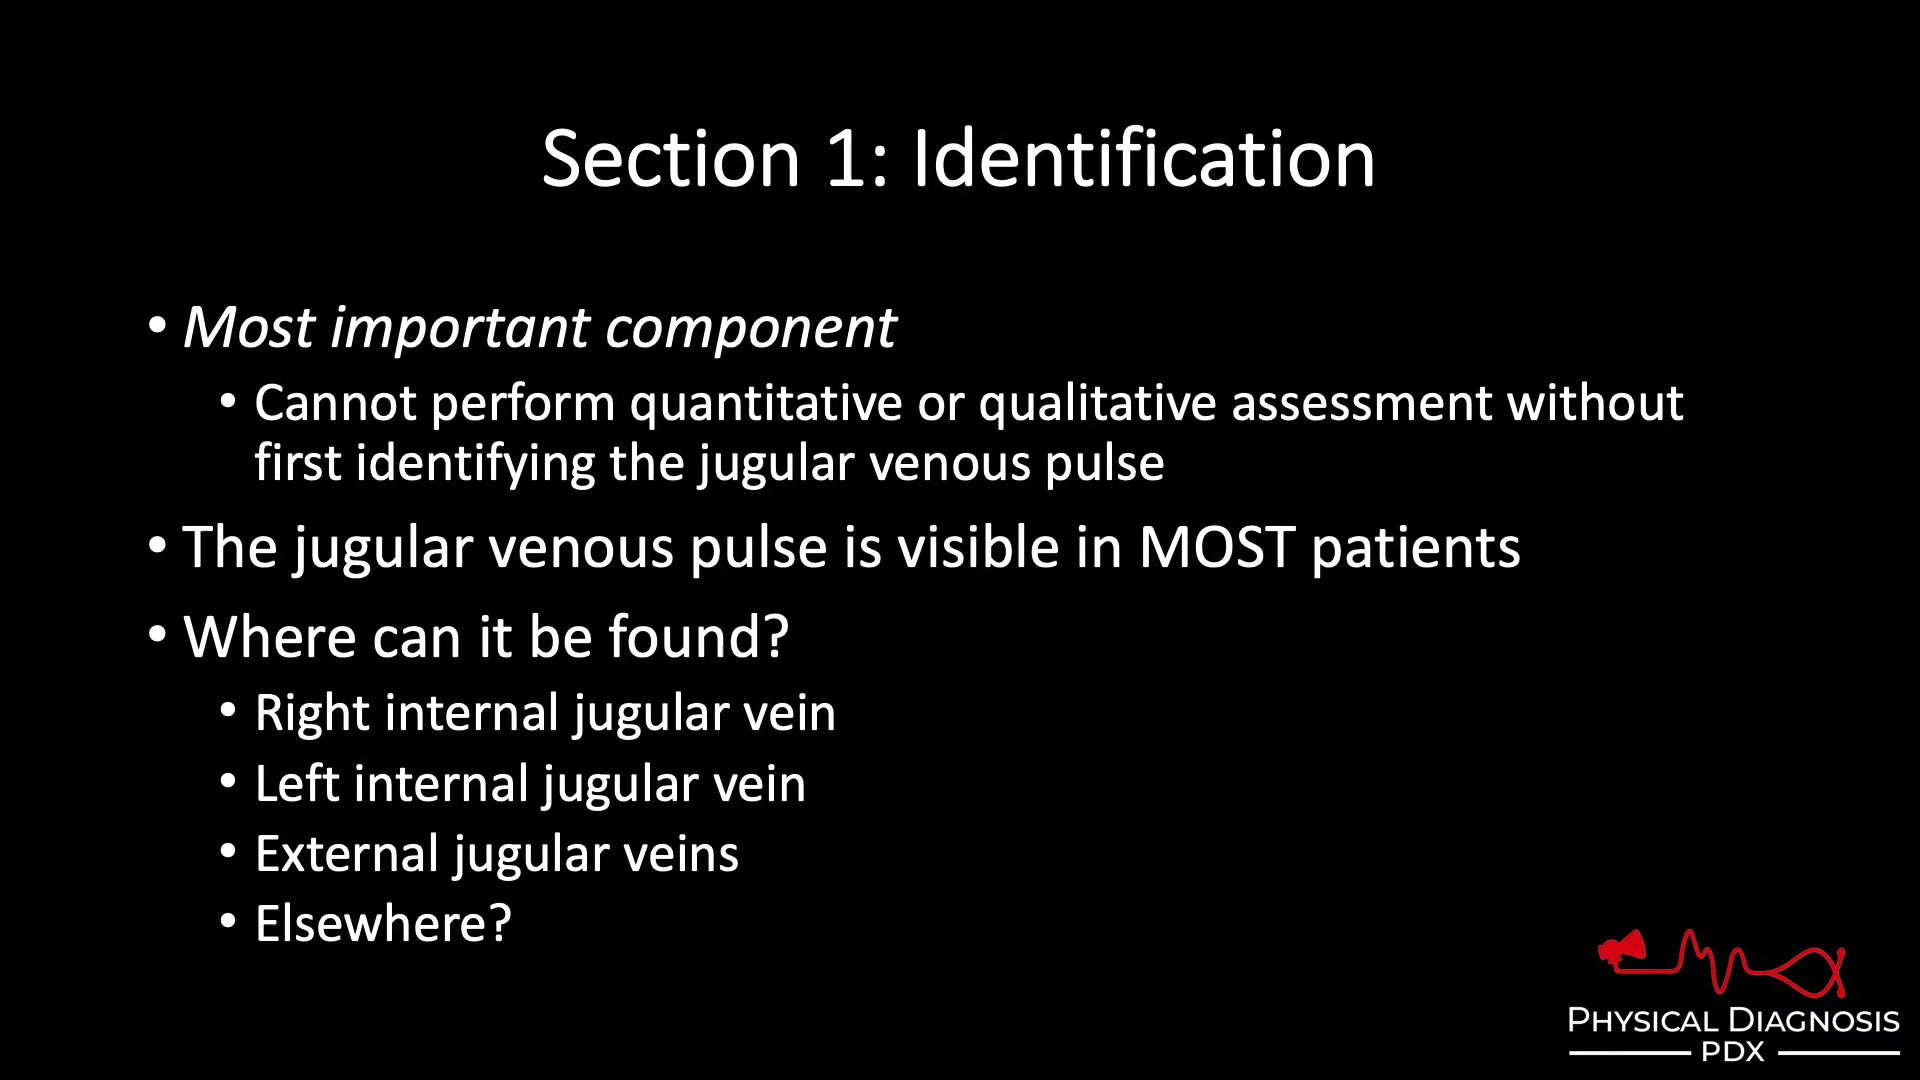 Section 1: Identification
• Most important component
• Cannot perform quantitative or qualitative assessment without
first identifying the jugular venous pulse
• The jugular venous pulse is visible in MOST patients
• Where can it be found?
• Right internal jugular vein
• Left internal jugular vein
• External jugular veins
• Elsewhere?
PHYSICAL DIAGNOSIS
PDX